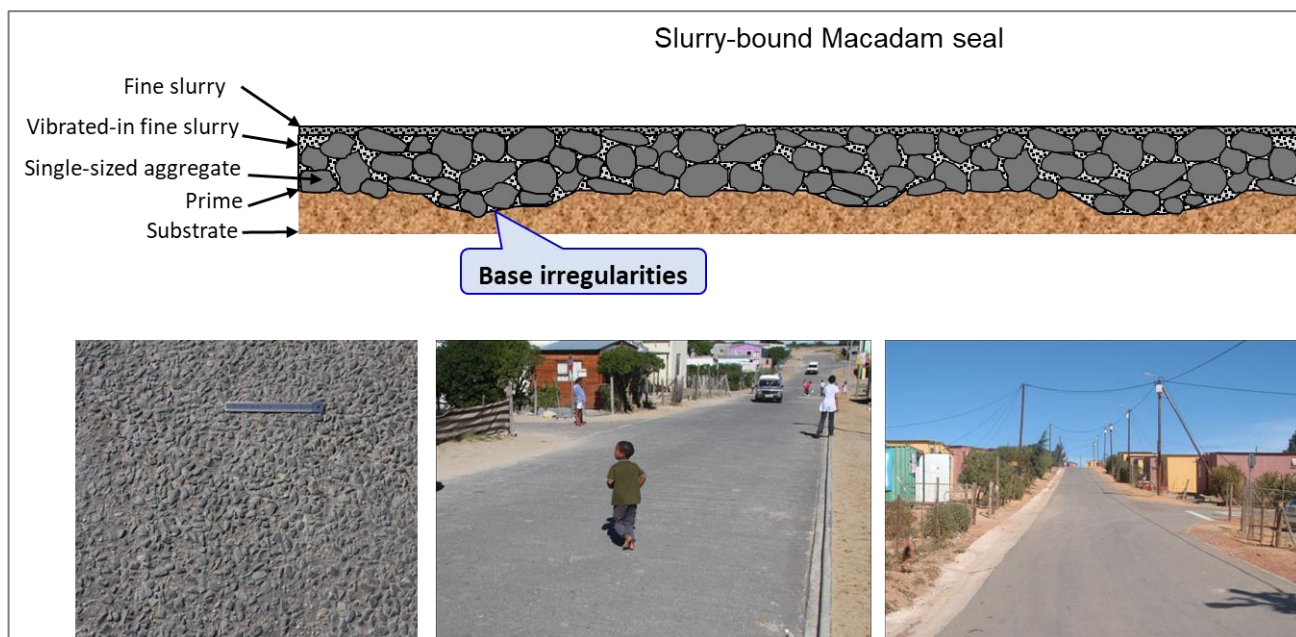 Slurry-bound Macadam seal
Fine slurry
Vibrated-in fine slurry
Single-sized aggregate
Prime
Substrate
Base irregularities